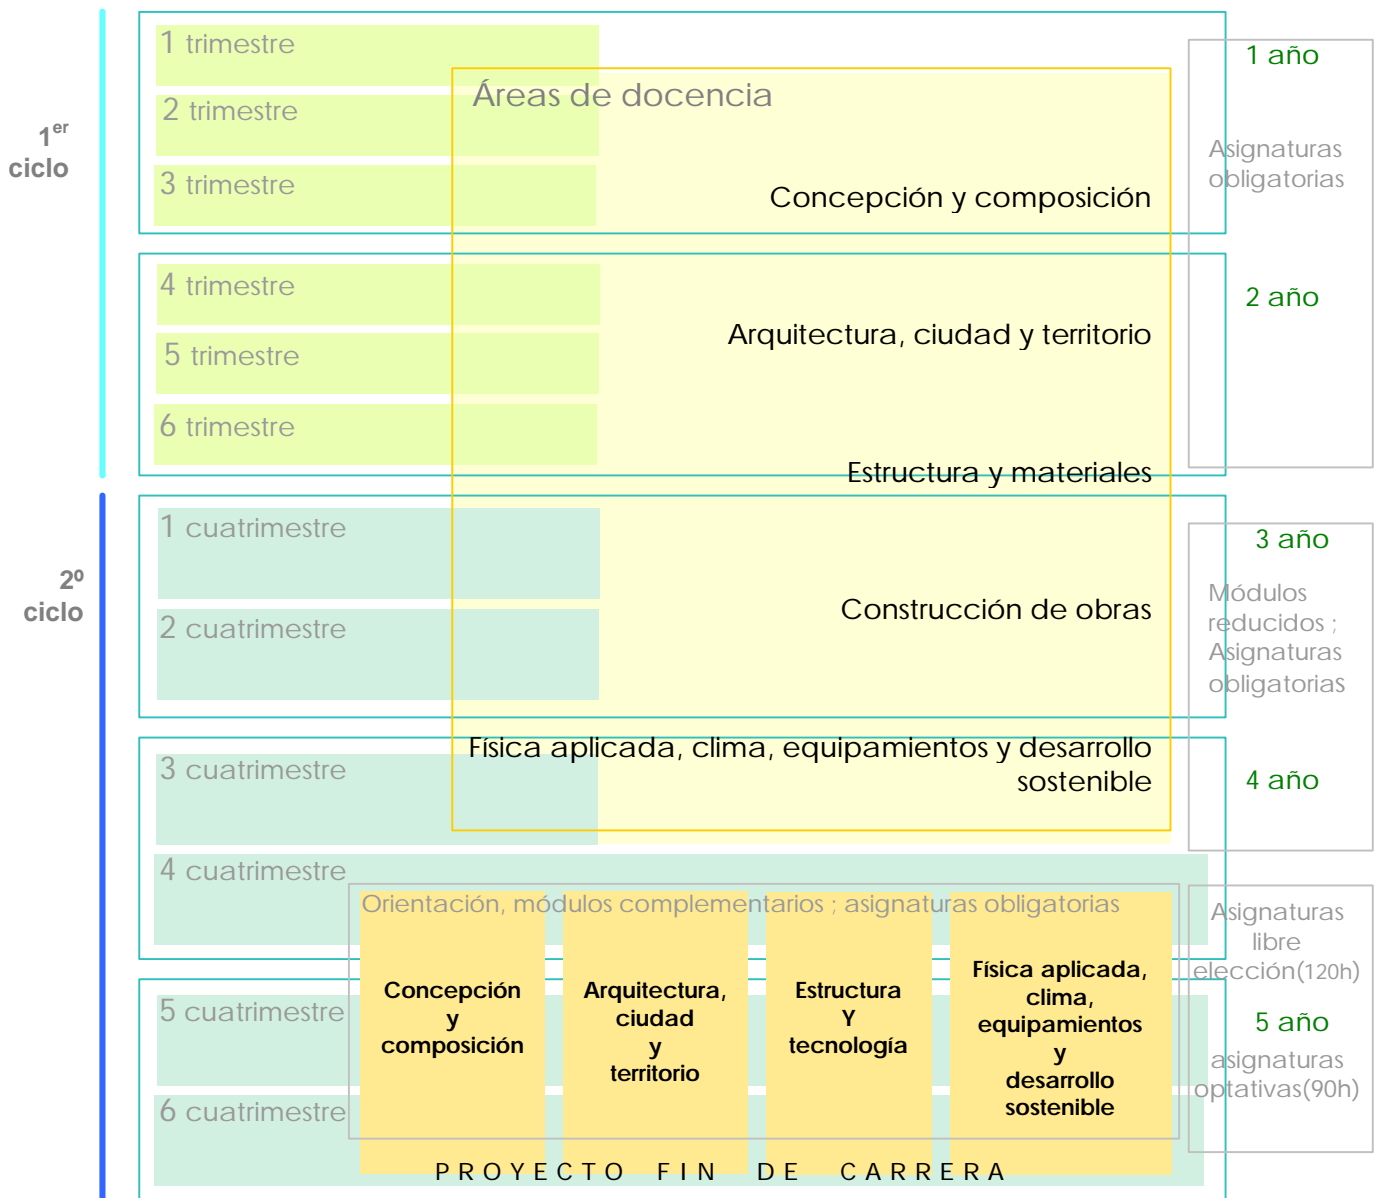 1er
ciclo
1 trimestre
2 trimestre
3 trimestre
Áreas de docencia
Concepción y composición
1 año
Asignaturas
obligatorias
4 trimestre
5 trimestre
6 trimestre
Arquitectura, ciudad y territorio
Estructura y materiales
2 año
2º
ciclo
1 cuatrimestre
2 cuatrimestre
Construcción de obras
3 año
Módulos
reducidos ;
Asignaturas
obligatorias
3 cuatrimestre
Física aplicada, clima, equipamientos y desarrollo
sostenible
4 año
4 cuatrimestre
Orientación, módulos complementarios ; asignaturas obligatorias
Asignaturas
libre
elección(120h)
5 cuatrimestre
6 cuatrimestre
Concepción
y
composición
Arquitectura,
ciudad
y
territorio
Estructura
Y
tecnología
Física aplicada,
clima,
equipamientos
y
desarrollo
sostenible
5 año
asignaturas
optativas(90h)
PROYECTO FIN DE CARRERA